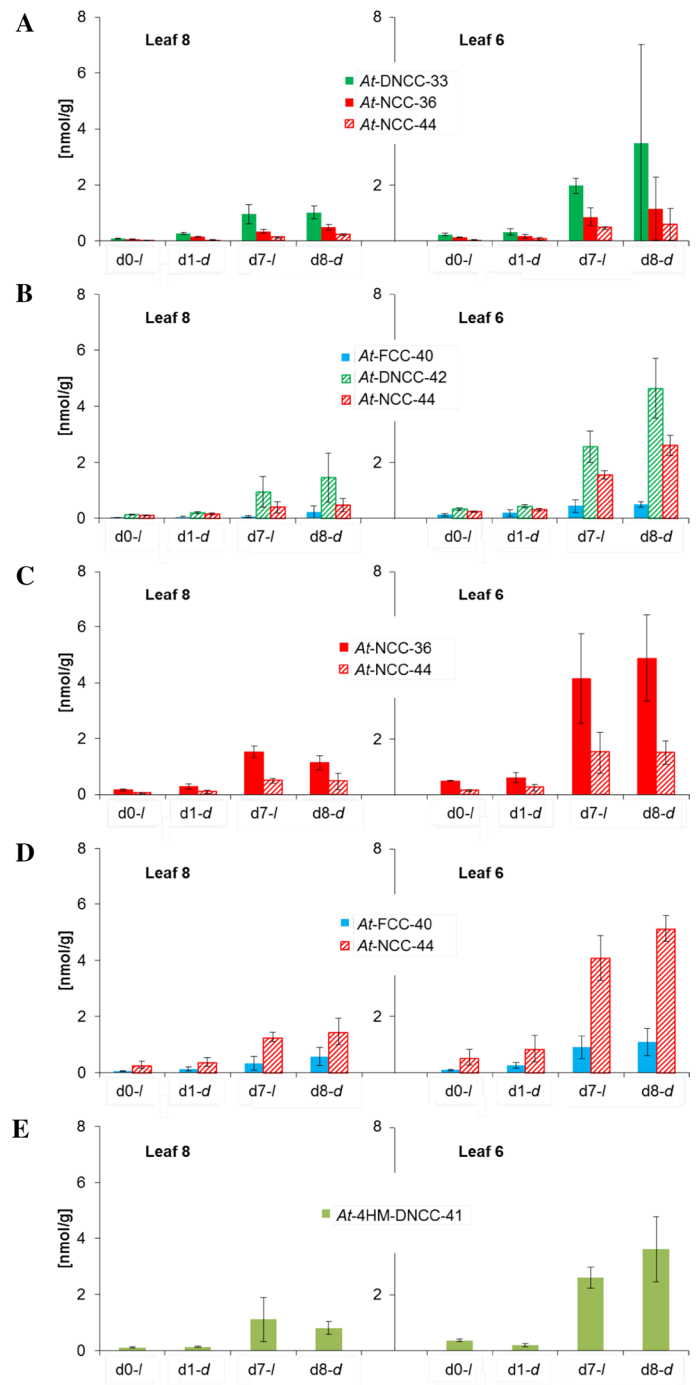 A
8
8
Leaf 8
Leaf 6
6
At-DNCC-33
At-NCC-36
At-NCC-44
[nmol/g]
4
2
2
0
d0-l d1-d d7-l d8-d
d0-l d1-d d7-l d8-d
B
8
8
Leaf 8
Leaf 6
6
At-FCC-40
At-DNCC-42
At-NCC-44
[nmol/g]
4
2
2
0
d0-l d1-d d7-l d8-d
d0-l d1-d d7-l d8-d
C
8
8
Leaf 8
Leaf 6
6
At-NCC-36
At-NCC-44
[nmol/g]
4
2
2
0
d0-l d1-d d7-l d8-d
d0-l d1-d d7-l d8-d
D
8
8
Leaf 8
Leaf 6
6
At-FCC-40
At-NCC-44
[nmol/g]
4
2
2
0
d0-l d1-d d7-l d8-d
d0-l d1-d d7-l d8-d
E
8
8
Leaf 8
Leaf 6
6
At-4HM-DNCC-41
[nmol/g]
4
2
2
0
d0-l d1-d d7-l d8-d
d0-l d1-d d7-l d8-d